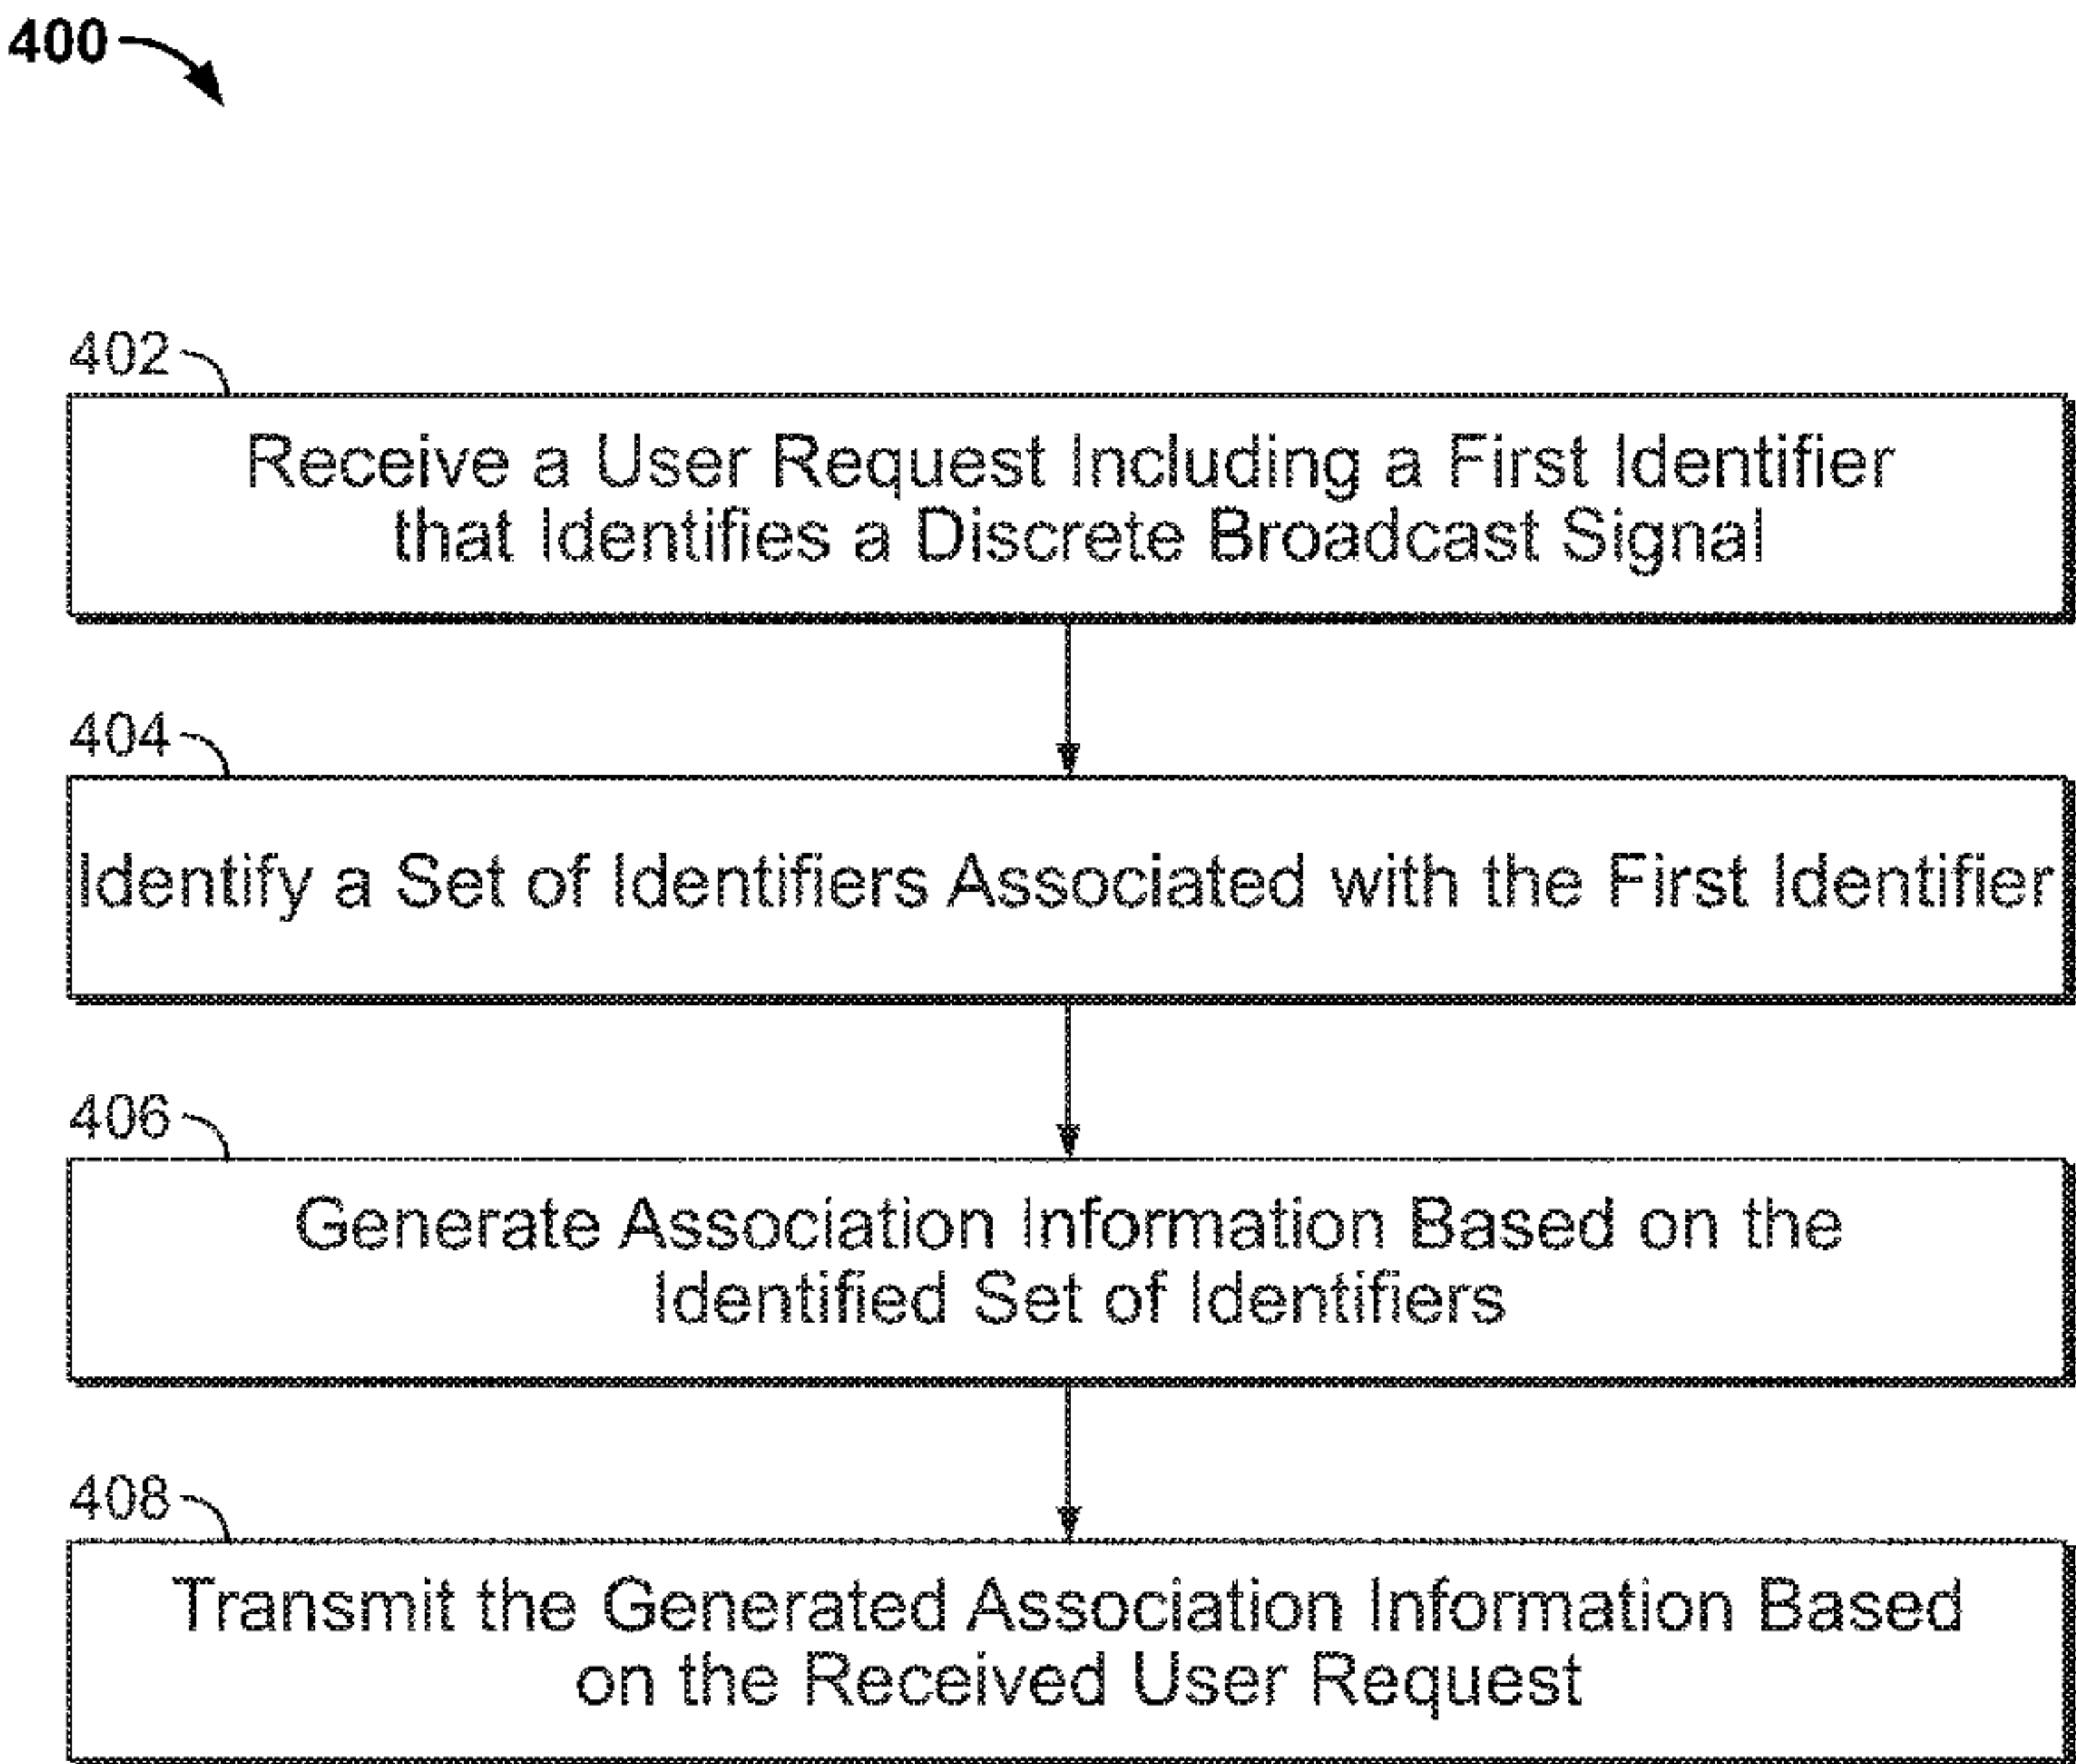 400
402
Receive a User Request Including a First Identifier
that Identifies a Discrete Broadcast Signal
404
Identify a Set of Identifiers Associated with the First Identifier
406
Generate Association Information Based on the
Identified Set of Identifiers
408
Transmit the Generated Association Information Based
on the Received User Request